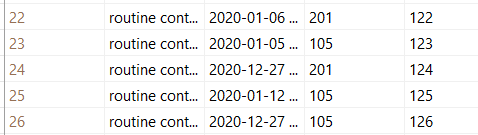 22 routine cont... 2020-01-06 ... 201 122
23 routine cont... 2020-01-05 ... 105 123
24 routine cont... 2020-12-27 ... 201 124
25 routine cont... 2020-01-12 ... 105 125
26 routine cont... 2020-12-27 ... 105 126